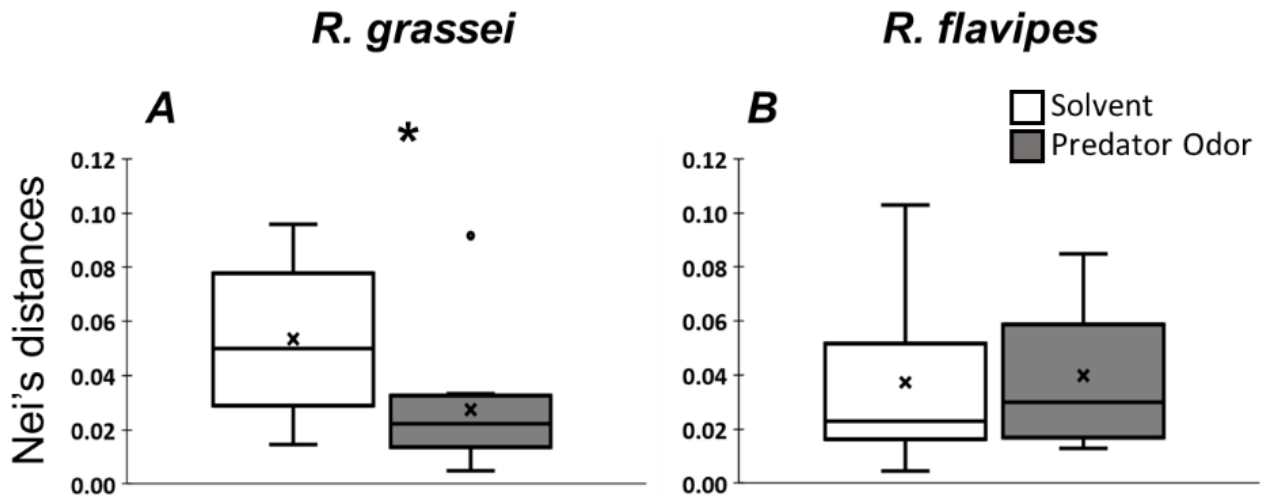 R. grassei
R. flavipes
A
*
B
Solvent
Predator Odor
Nei's distances
0.12
0.10
0.08
0.06
0.04
0.02
0.00
0.12
0.10
0.08
0.06
0.04
0.02
0.00